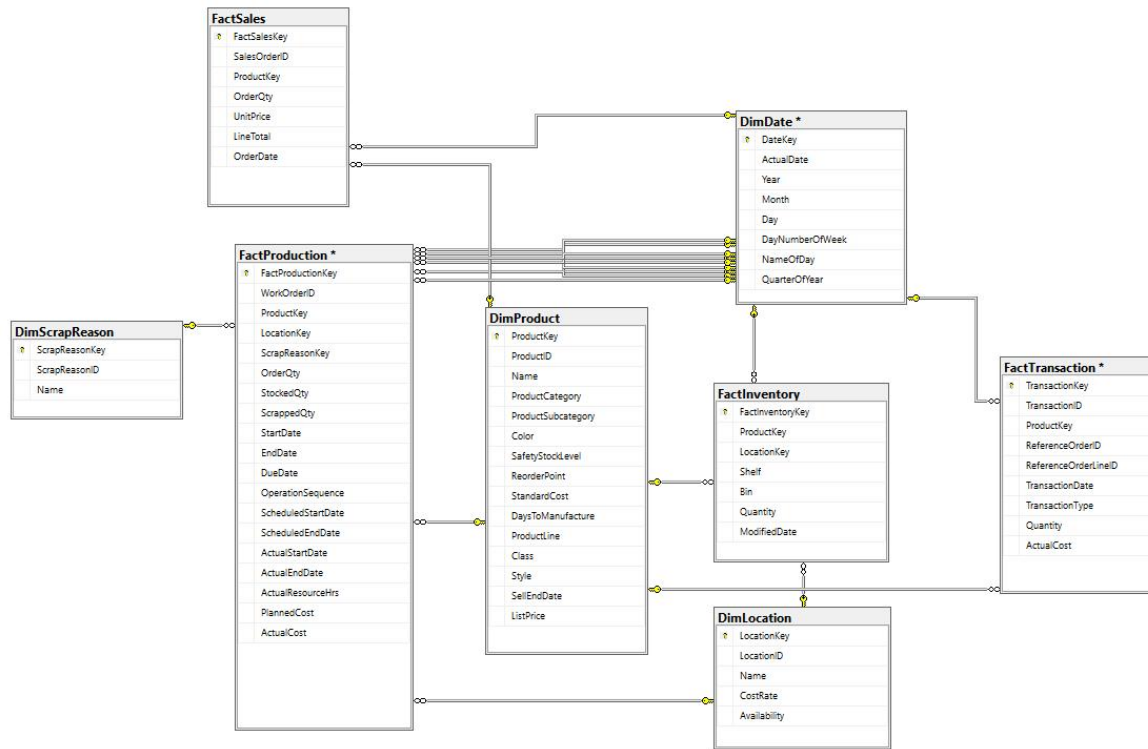 FactSales
FactSalesKey
SalesOrderID
ProductKey
OrderQty
UnitPrice
LineTotal
OrderDate
DimDate *
DateKey
ActualDate
Year
Month
Day
DayNumberOfWeek
NameOfDay
QuarterOfYear
FactProduction *
FactProductionKey
WorkOrderID
ProductKey
LocationKey
ScrapReasonKey
OrderQty
StockedQty
ScrappedQty
StartDate
EndDate
DueDate
OperationSequence
ScheduledStartDate
ScheduledEndDate
ActualStartDate
ActualEndDate
ActualResourceHrs
PlannedCost
ActualCost
DimScrapReason
ScrapReasonKey
ScrapReasonID
Name
DimProduct
ProductKey
ProductID
Name
ProductCategory
ProductSubcategory
Color
SafetyStockLevel
ReorderPoint
StandardCost
DaysToManufacture
ProductLine
Class
Style
SellEndDate
ListPrice
FactInventory
FactInventoryKey
ProductKey
LocationKey
Shelf
Bin
Quantity
ModifiedDate
FactTransaction *
TransactionKey
TransactionID
ProductKey
ReferenceOrderID
ReferenceOrderLineID
TransactionDate
TransactionType
Quantity
ActualCost
DimLocation
LocationKey
LocationID
Name
CostRate
Availability